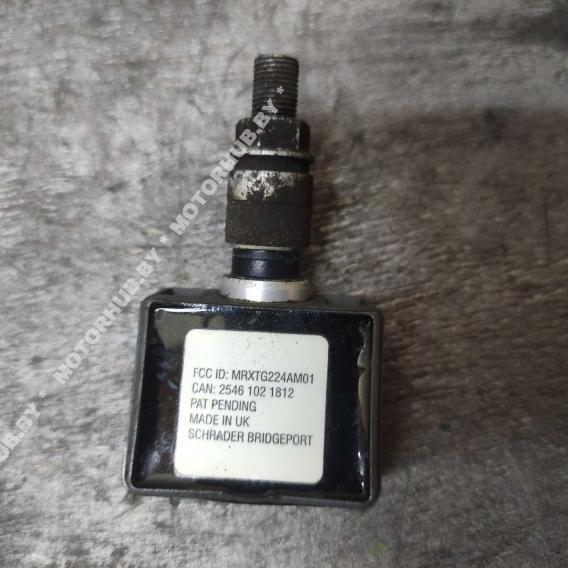 FCC ID: MRXTG224AM01
CAN: 2546 102 1812
PAT PENDING
MADE IN UK
SCHRADER BRIDGEPORT
MOTORHUB.BY * MOTORHUB.BY * MOTORHUB.BY *